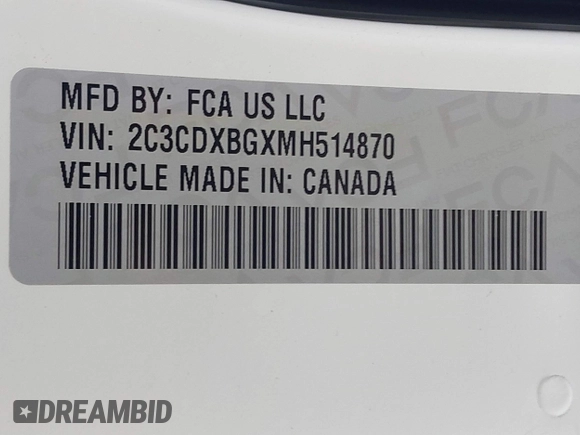 MFD BY: FCA US LLC
VIN: 2C3CDXBGXMH514870
VEHICLE MADE IN: CANADA
DREAMBID